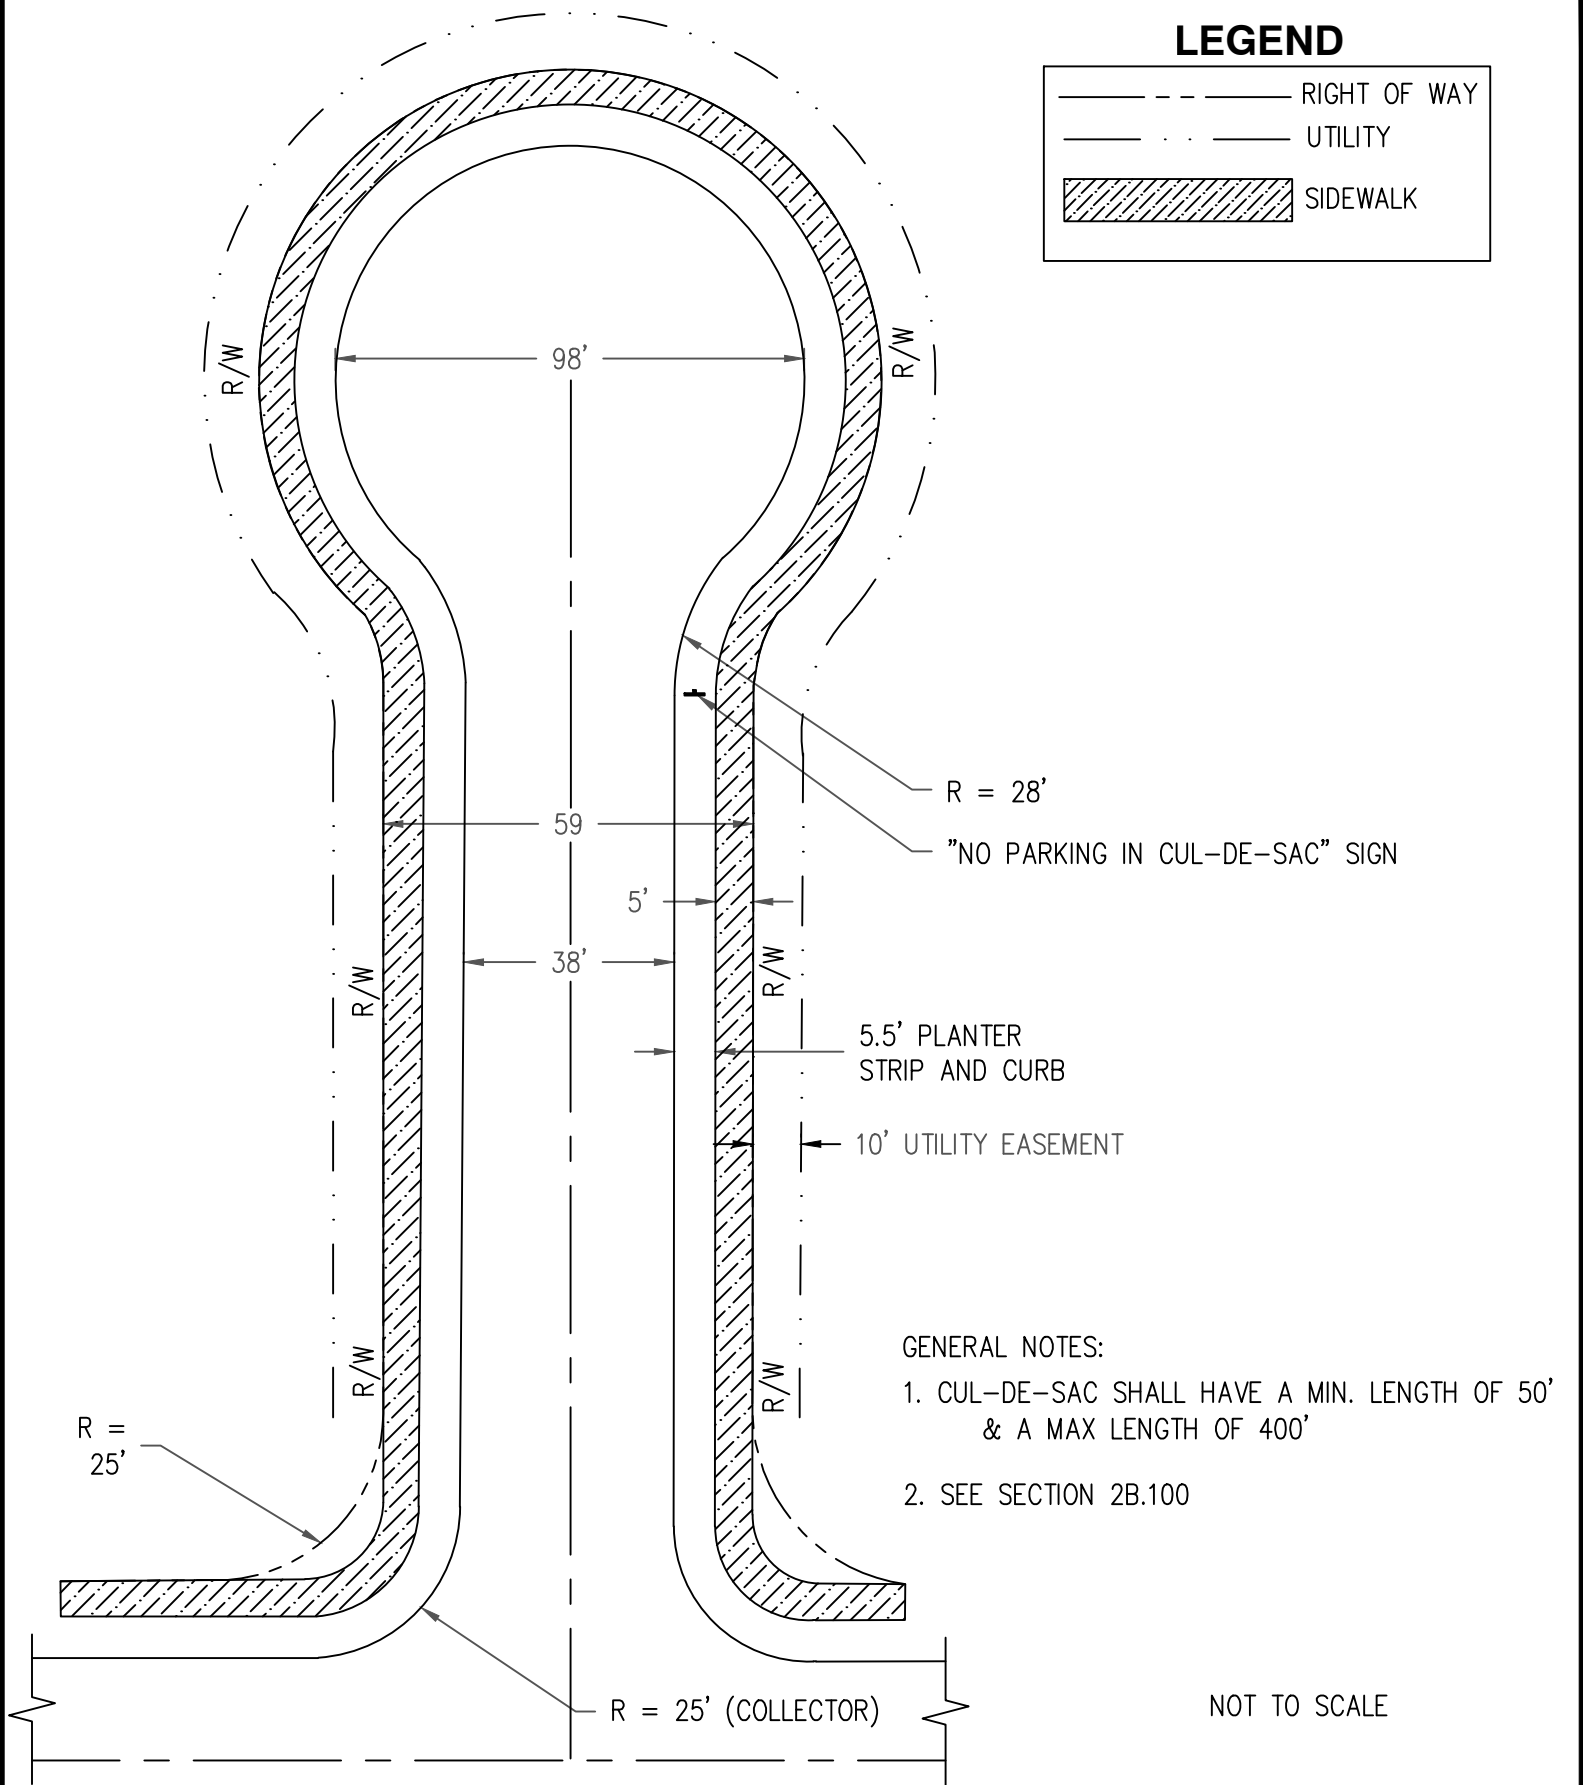 LEGEND
RIGHT OF WAY
UTILITY
SIDEWALK
R/W
98'
R/W
R = 28'
59
"NO PARKING IN CUL-DE-SAC" SIGN
5'
38'
R/W
R/W
5.5' PLANTER
STRIP AND CURB
10' UTILITY EASEMENT
GENERAL NOTES:
1. CUL-DE-SAC SHALL HAVE A MIN. LENGTH OF 50'
& A MAX LENGTH OF 400'
2. SEE SECTION 2B.100
R/W
R/W
R =
25'
R = 25' (COLLECTOR)
NOT TO SCALE